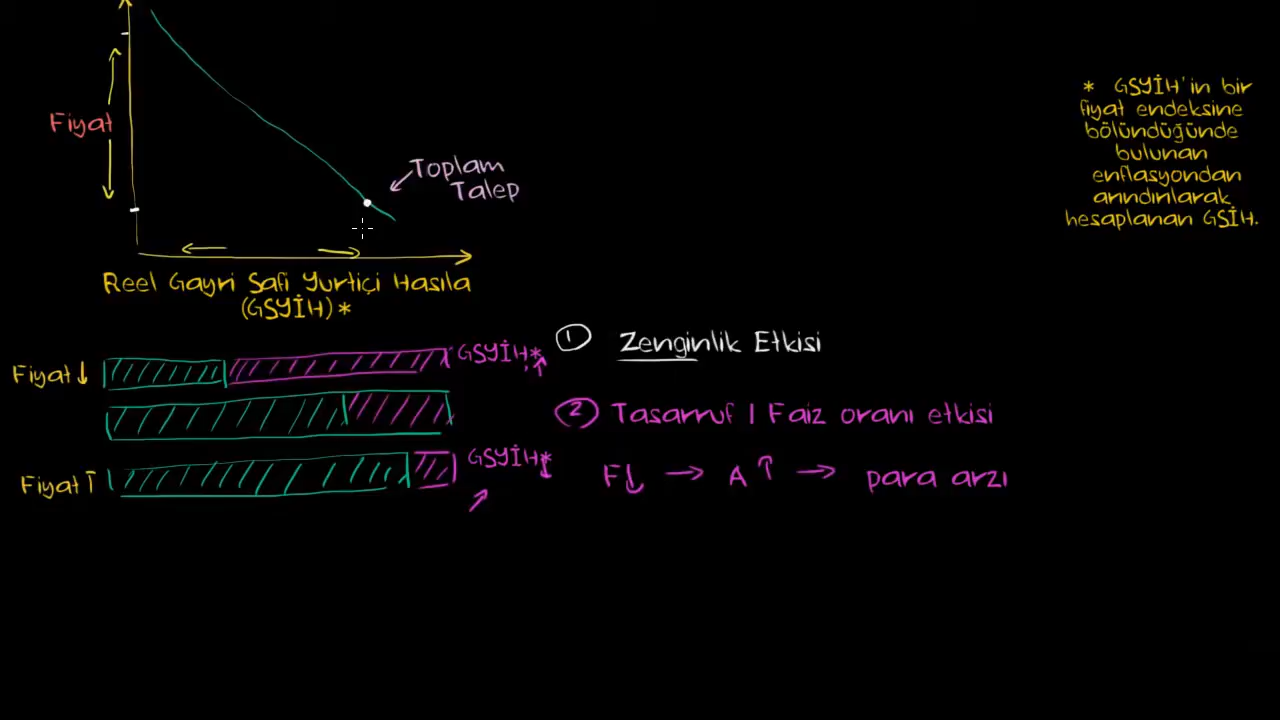 Fiyat
Toplam
Talep
Reel Gayri Safi Yurtiçi Hasıla
(GSYİH)*
* GSYİH'in bir
fiyat endeksine
bölündüğünde
bulunan
enflasyondan
arındırılarak
hesaplanan GSİH.
Fiyat ↓
GSYİH* ↑
GSYİH* ↓
Fiyat ↑
1 Zenginlik Etkisi
2 Tasarruf / Faiz oranı etkisi
F↓ → A ↑ → para arzı